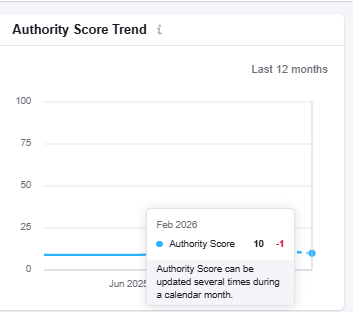 Authority Score Trend i
Last 12 months
100
75
50
25
0
Jun 2025
Feb 2026
Authority Score 10 -1
Authority Score can be
updated several times during
a calendar month.